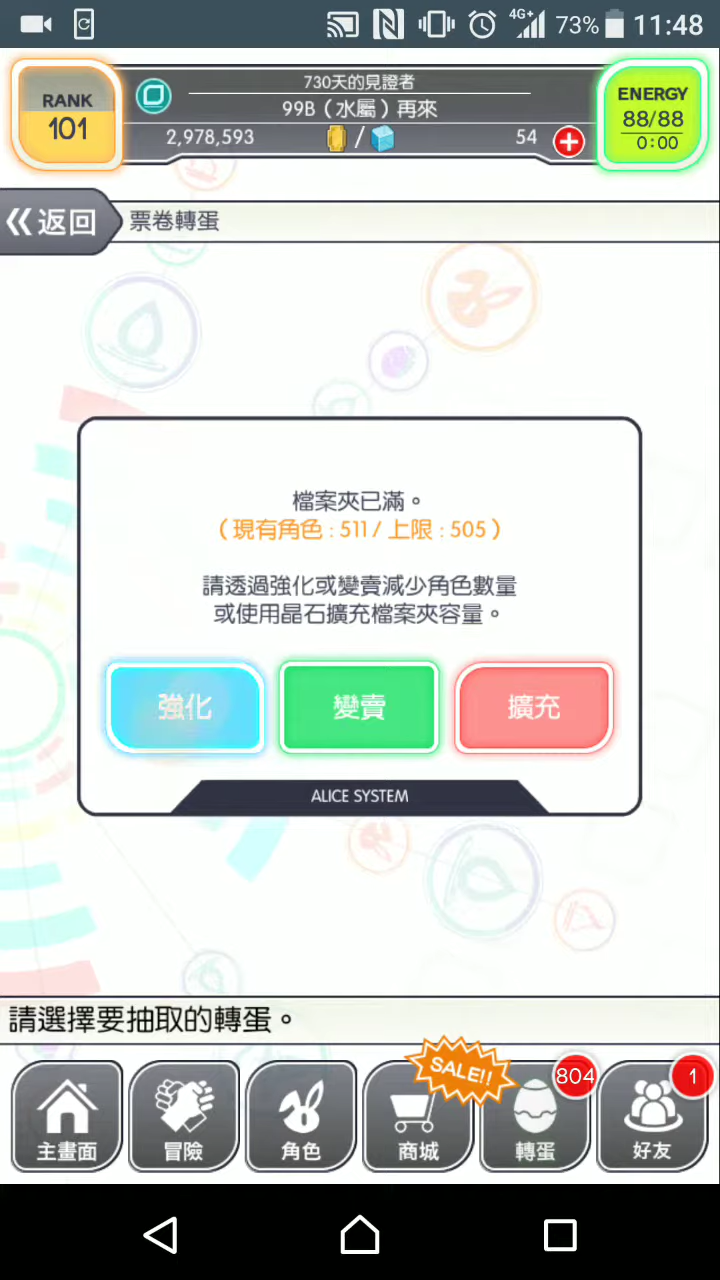 4G+ 73% 11:48
730天的見證者
RANK
101
99B（水屬）再來
ENERGY
88/88
0:00
2,978,593 / 54
返回
票卷轉蛋
檔案夾已滿。
（現有角色 : 511 / 上限 : 505）
請透過強化或變賣減少角色數量
或使用晶石擴充檔案夾容量。
強化 變賣 擴充
ALICE SYSTEM
請選擇要抽取的轉蛋。
SALE!!
804
1
主畫面 冒險 角色 商城 轉蛋 好友